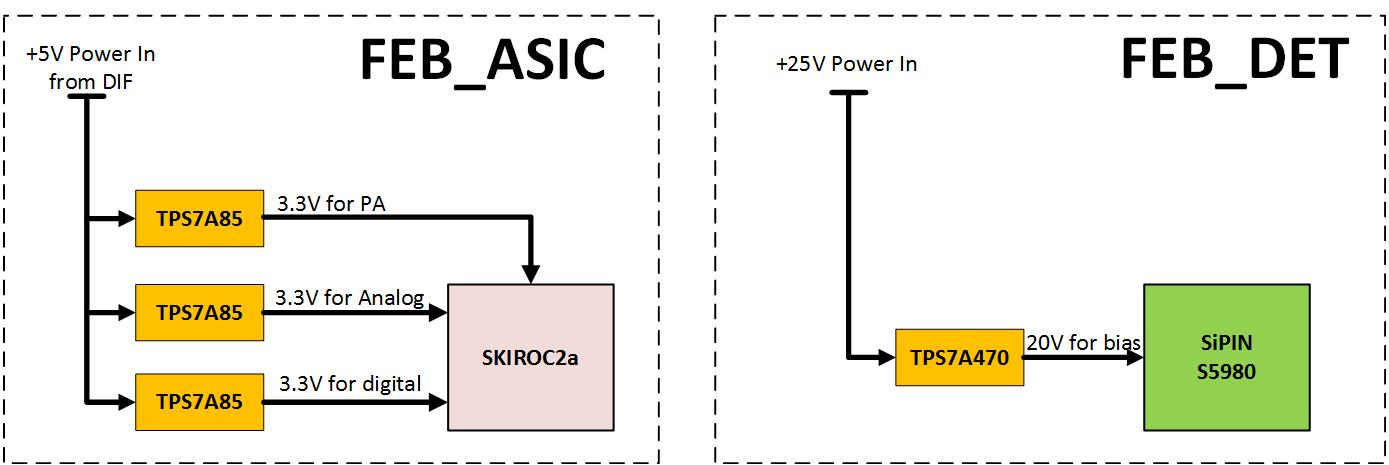 +5V Power In
from DIF
FEB_ASIC
TPS7A85
3.3V for PA
TPS7A85
3.3V for Analog
SKIROC2a
TPS7A85
3.3V for digital
+25V Power In
FEB_DET
TPS7A470
20V for bias
SiPIN
S5980